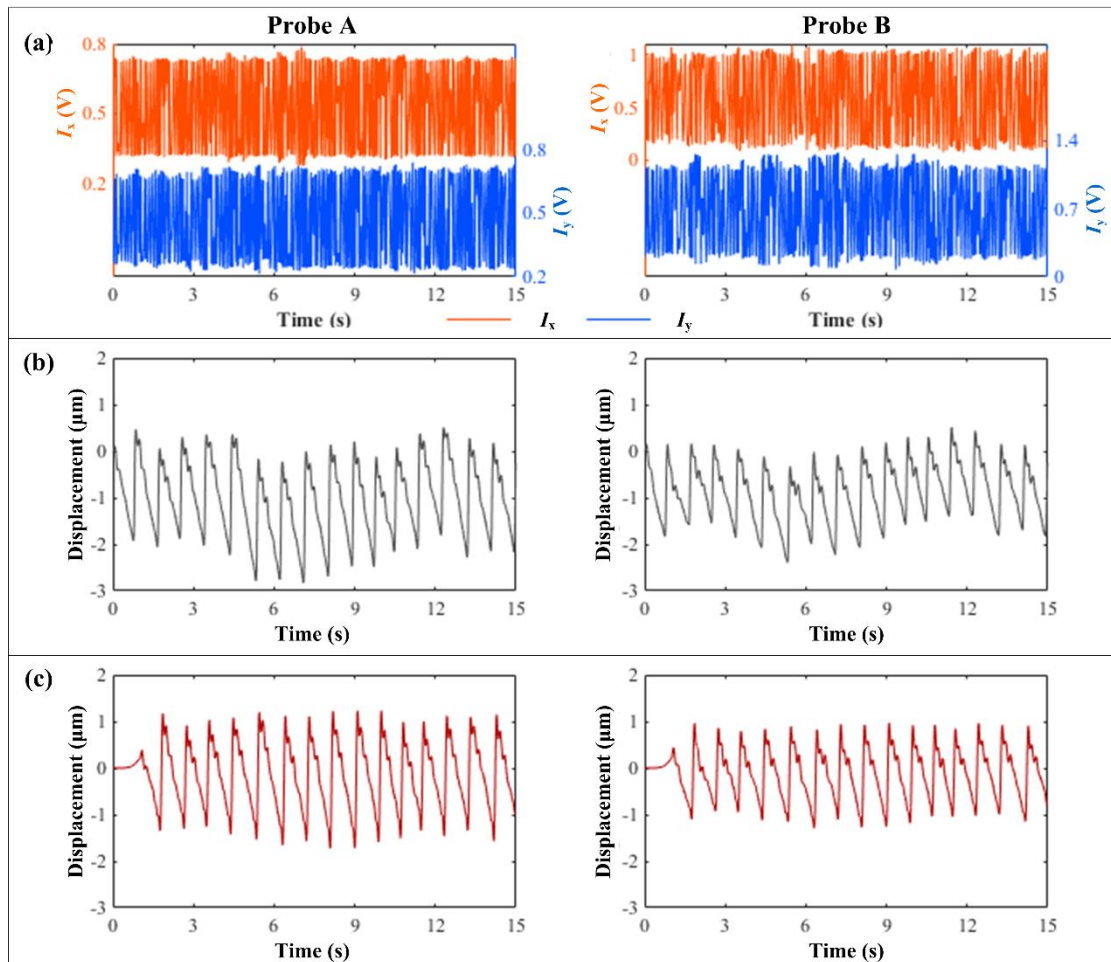 Probe A Probe B
(a)
0.8
0.5
0.2
Iₓ (V)
0.8
0.5
0.2
I_y (V)
0 3 6 9 12 15
Time (s)
1
0.5
0
Iₓ (V)
1.4
0.7
0
I_y (V)
0 3 6 9 12 15
Time (s)
Iₓ I_y
(b)
2
1
0
-1
-2
-3
Displacement (μm)
0 3 6 9 12 15
Time (s)
2
1
0
-1
-2
-3
Displacement (μm)
0 3 6 9 12 15
Time (s)
(c)
2
1
0
-1
-2
-3
Displacement (μm)
0 3 6 9 12 15
Time (s)
2
1
0
-1
-2
-3
Displacement (μm)
0 3 6 9 12 15
Time (s)